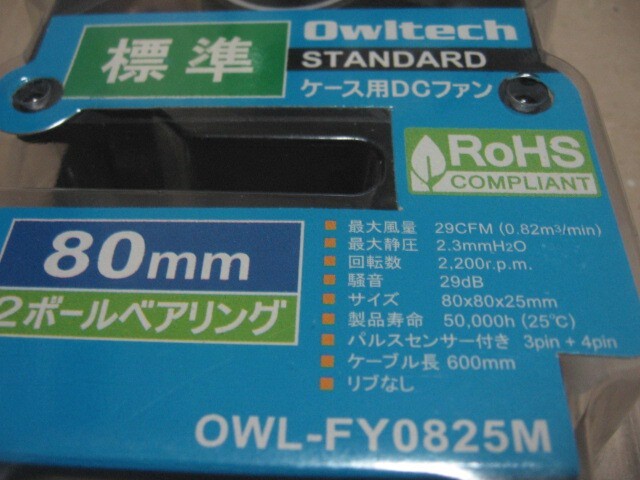 標準
Owltech
STANDARD
ケース用DCファン
RoHS
COMPLIANT
80mm
2ボールベアリング
最大風量 29CFM (0.82m³/min)
最大静圧 2.3mmH₂O
回転数 2,200r.p.m.
騒音 29dB
サイズ 80x80x25mm
製品寿命 50,000h (25℃)
パルスセンサー付き 3pin + 4pin
ケーブル長 600mm
リブなし
OWL-FY0825M